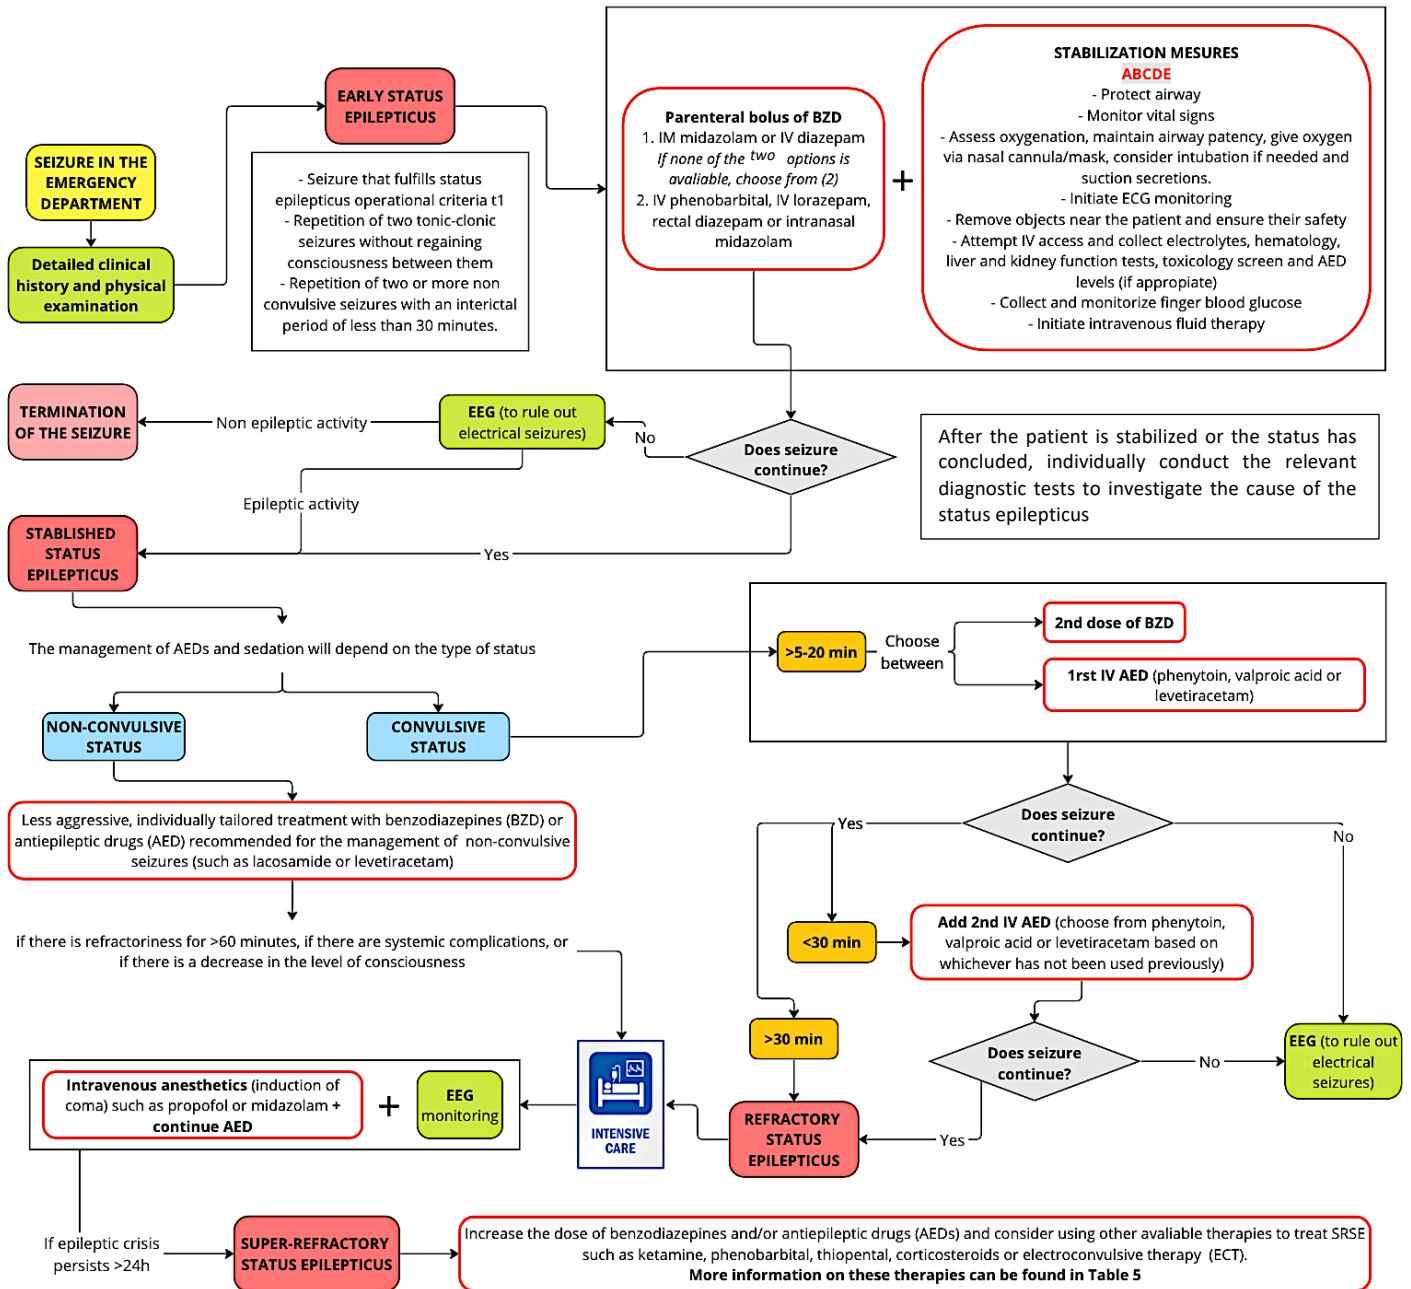 SEIZURE IN THE
EMERGENCY
DEPARTMENT
Detailed clinical
history and physical
examination
EARLY STATUS
EPILEPTICUS
- Seizure that fulfills status
epilepticus operational criteria t1
- Repetition of two tonic-clonic
seizures without regaining
consciousness between them
- Repetition of two or more non
convulsive seizures with an interictal
period of less than 30 minutes.
Parenteral bolus of BZD
1. IM midazolam or IV diazepam
If none of the two options is
avaliable, choose from (2)
2. IV phenobarbital, IV lorazepam,
rectal diazepam or intranasal
midazolam
+
STABILIZATION MESURES
ABCDE
- Protect airway
- Monitor vital signs
- Assess oxygenation, maintain airway patency, give oxygen
via nasal cannula/mask, consider intubation if needed and
suction secretions.
- Initiate ECG monitoring
- Remove objects near the patient and ensure their safety
- Attempt IV access and collect electrolytes, hematology,
liver and kidney function tests, toxicology screen and AED
levels (if appropiate)
- Collect and monitorize finger blood glucose
- Initiate intravenous fluid therapy
Does seizure
continue?
No
EEG (to rule out
electrical seizures)
Non epileptic activity
TERMINATION
OF THE SEIZURE
Epileptic activity
Yes
After the patient is stabilized or the status has
concluded, individually conduct the relevant
diagnostic tests to investigate the cause of the
status epilepticus
STABLISHED
STATUS
EPILEPTICUS
The management of AEDs and sedation will depend on the type of status
NON-CONVULSIVE
STATUS
CONVULSIVE
STATUS
>5-20 min
Choose
between
2nd dose of BZD
1rst IV AED (phenytoin, valproic acid or
levetiracetam)
Less aggressive, individually tailored treatment with benzodiazepines (BZD) or
antiepileptic drugs (AED) recommended for the management of non-convulsive
seizures (such as lacosamide or levetiracetam)
if there is refractoriness for >60 minutes, if there are systemic complications, or
if there is a decrease in the level of consciousness
Does seizure
continue?
Yes
No
<30 min
Add 2nd IV AED (choose from phenytoin,
valproic acid or levetiracetam based on
whichever has not been used previously)
>30 min
Does seizure
continue?
No
EEG (to rule out
electrical
seizures)
Yes
REFRACTORY
STATUS
EPILEPTICUS
INTENSIVE
CARE
EEG
monitoring
+
Intravenous anesthetics (induction of
coma) such as propofol or midazolam +
continue AED
If epileptic crisis
persists >24h
SUPER-REFRACTORY
STATUS EPILEPTICUS
Increase the dose of benzodiazepines and/or antiepileptic drugs (AEDs) and consider using other avaliable therapies to treat SRSE
such as ketamine, phenobarbital, thiopental, corticosteroids or electroconvulsive therapy (ECT).
More information on these therapies can be found in Table 5